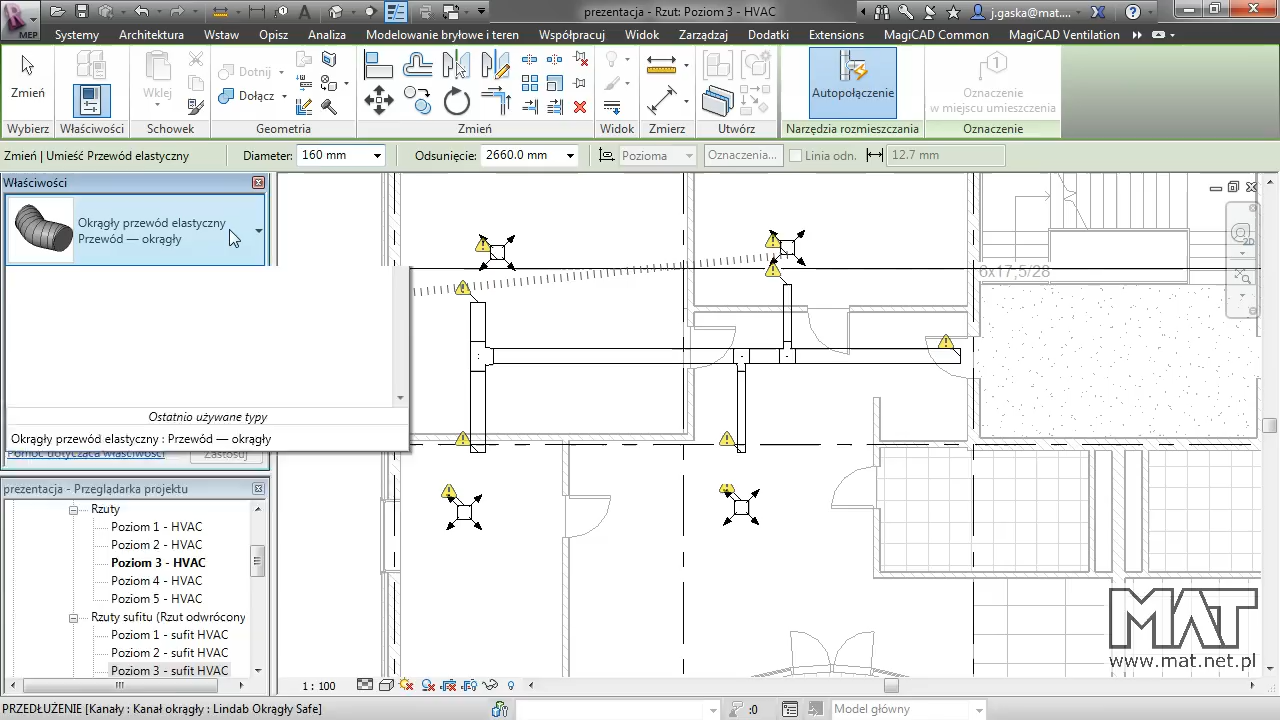 prezentacja - Rzut: Poziom 3 - HVAC
j.gaska@mat....
MEP
Systemy
Architektura
Wstaw
Opisz
Analiza
Modelowanie bryłowe i teren
Współpracuj
Widok
Zarządzaj
Dodatki
Extensions
MagiCAD Common
MagiCAD Ventilation
Zmień
Wklej
Dotnij
Dołącz
Autopołączenie
Oznaczenie
w miejscu umieszczenia
Wybierz
Właściwości
Schowek
Geometria
Zmień
Widok
Zmierz
Utwórz
Narzędzia rozmieszczania
Oznaczenie
Zmień | Umieść Przewód elastyczny
Diameter:
160 mm
Odsunięcie:
2660.0 mm
Pozioma
Oznaczenia...
Linia odn.
12.7 mm
Właściwości
Okrągły przewód elastyczny
Przewód — okrągły
Ostatnio używane typy
Okrągły przewód elastyczny : Przewód — okrągły
Pomoc dotycząca właściwości
Zastosuj
prezentacja - Przeglądarka projektu
Rzuty
Poziom 1 - HVAC
Poziom 2 - HVAC
Poziom 3 - HVAC
Poziom 4 - HVAC
Poziom 5 - HVAC
Rzuty sufitu (Rzut odwrócony
Poziom 1 - sufit HVAC
Poziom 2 - sufit HVAC
Poziom 3 - sufit HVAC
6x17,5/28
2D
MAT
www.mat.net.pl
1 : 100
PRZEDŁUŻENIE [Kanały : Kanał okrągły : Lindab Okrągły Safe]
:0
Model główny